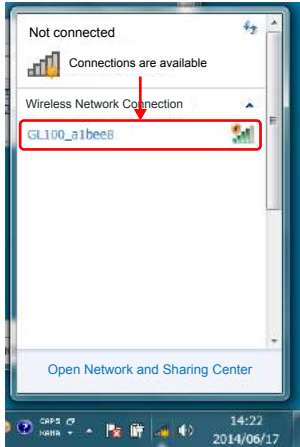 Not connected
Connections are available
Wireless Network Connection
GL100_a1bee8
Open Network and Sharing Center
CAPS
KANA
14:22
2014/06/17